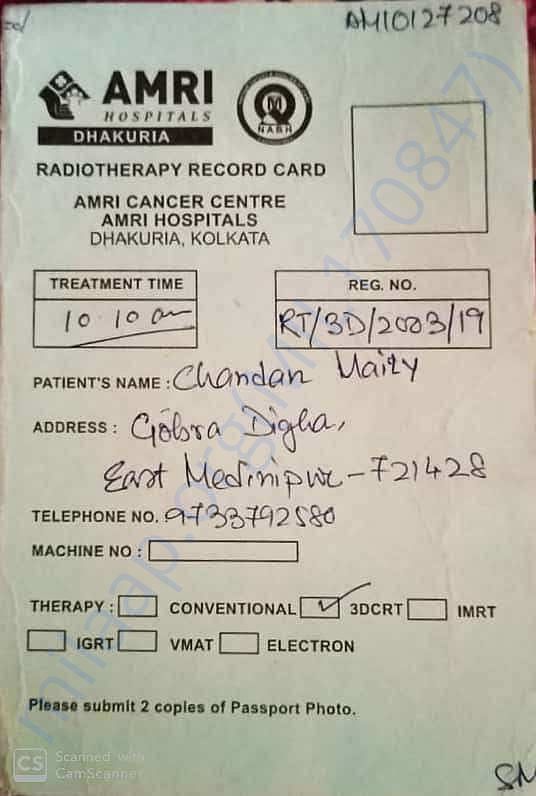 AM10127208
AMRI
HOSPITALS
DHAKURIA
NABH
RADIOTHERAPY RECORD CARD
AMRI CANCER CENTRE
AMRI HOSPITALS
DHAKURIA, KOLKATA
TREATMENT TIME
10.10 am
REG. NO.
RT/3D/2003/19
PATIENT'S NAME : Chandan Maity
ADDRESS : Gobra Digha,
East Medinipur - 721428
TELEPHONE NO. 9733792580
MACHINE NO :
THERAPY : CONVENTIONAL ✓ 3DCRT IMRT
IGRT VMAT ELECTRON
Please submit 2 copies of Passport Photo.
CS Scanned with
CamScanner
SM